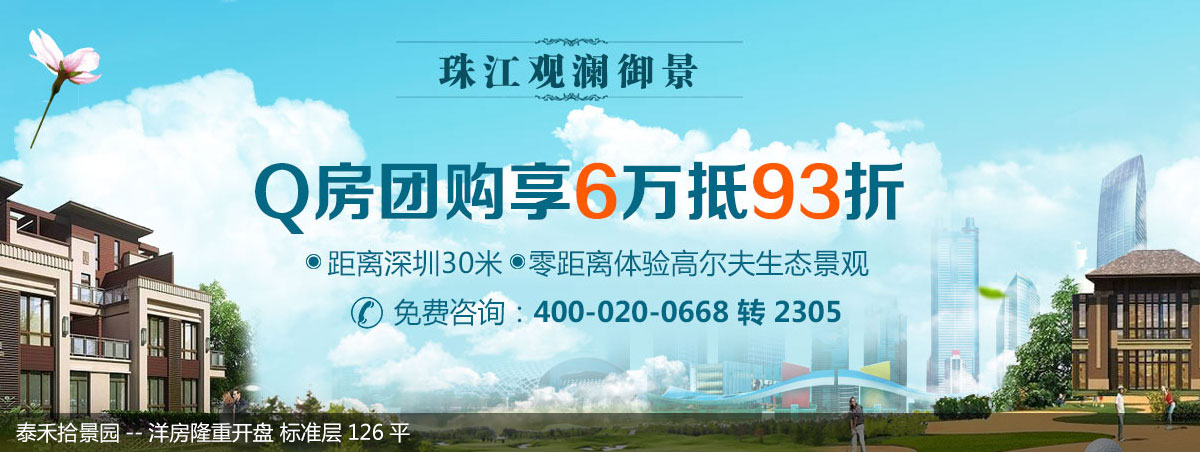 珠江观澜御景
Q房团购享6万抵93折
距离深圳30米 零距离体验高尔夫生态景观
免费咨询：400-020-0668 转 2305
泰禾拾景园 -- 洋房隆重开盘 标准层 126 平